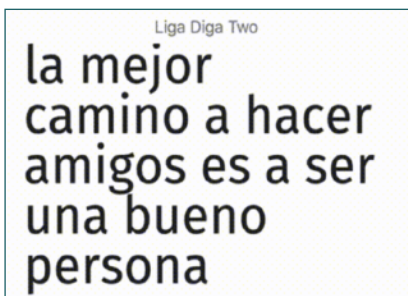 Liga Diga Two
la mejor
camino a hacer
amigos es a ser
una bueno
persona